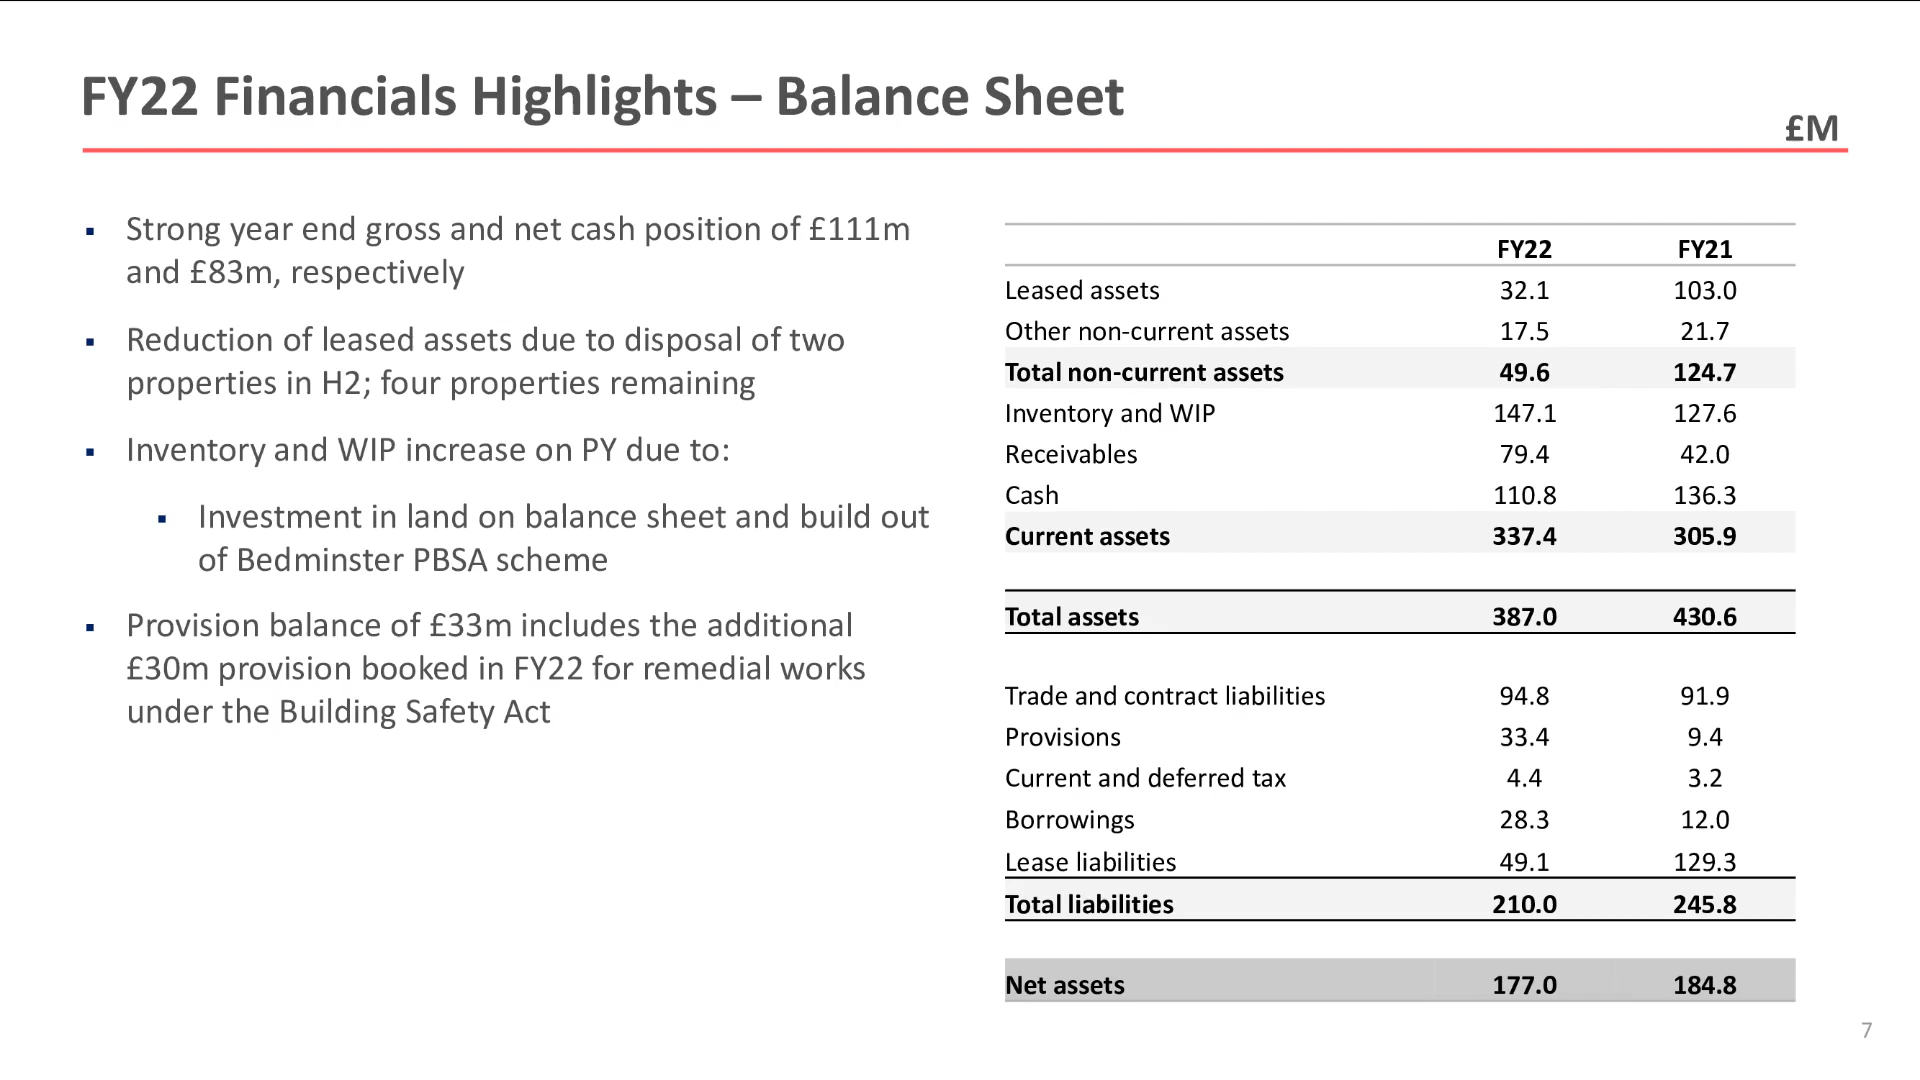 FY22 Financials Highlights – Balance Sheet
£M
▪ Strong year end gross and net cash position of £111m
and £83m, respectively
▪ Reduction of leased assets due to disposal of two
properties in H2; four properties remaining
▪ Inventory and WIP increase on PY due to:
▪ Investment in land on balance sheet and build out
of Bedminster PBSA scheme
▪ Provision balance of £33m includes the additional
£30m provision booked in FY22 for remedial works
under the Building Safety Act
FY22 FY21
Leased assets 32.1 103.0
Other non-current assets 17.5 21.7
Total non-current assets 49.6 124.7
Inventory and WIP 147.1 127.6
Receivables 79.4 42.0
Cash 110.8 136.3
Current assets 337.4 305.9
Total assets 387.0 430.6
Trade and contract liabilities 94.8 91.9
Provisions 33.4 9.4
Current and deferred tax 4.4 3.2
Borrowings 28.3 12.0
Lease liabilities 49.1 129.3
Total liabilities 210.0 245.8
Net assets 177.0 184.8
7